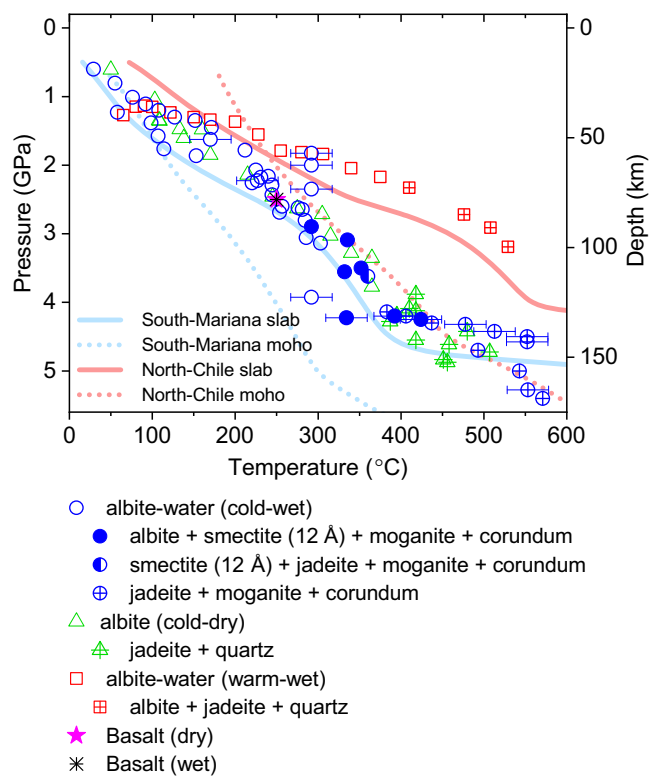 0
1
2
3
4
5
Pressure (GPa)
0
50
100
150
Depth (km)
South-Mariana slab
South-Mariana moho
North-Chile slab
North-Chile moho
0 100 200 300 400 500 600
Temperature (°C)
albite-water (cold-wet)
albite + smectite (12 Å) + moganite + corundum
smectite (12 Å) + jadeite + moganite + corundum
jadeite + moganite + corundum
albite (cold-dry)
jadeite + quartz
albite-water (warm-wet)
albite + jadeite + quartz
Basalt (dry)
Basalt (wet)